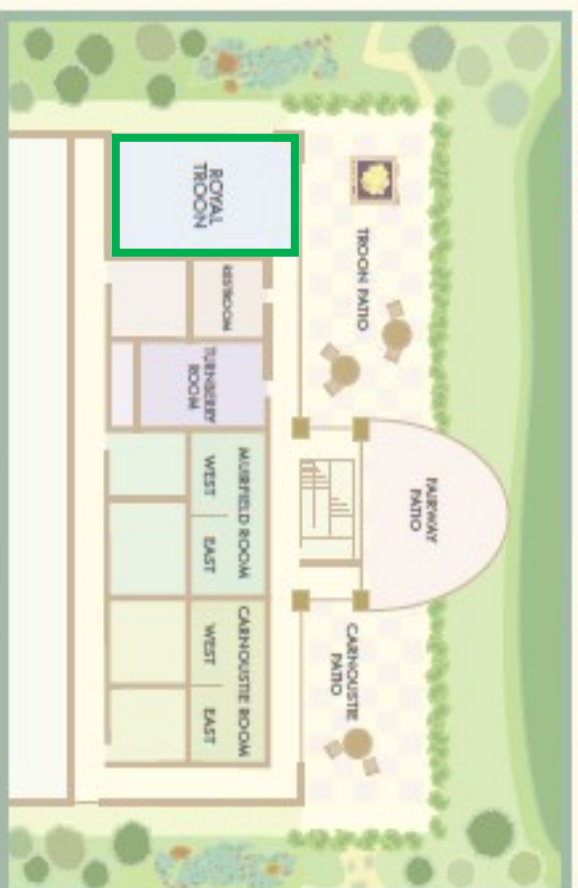 ROYAL
TROON
TROON PATIO
RESTROOM
TURNBERRY
ROOM
FAIRWAY
PATIO
MUIRFIELD ROOM
WEST
EAST
CARNOUSTIE ROOM
WEST
EAST
CARNOUSTIE
PATIO